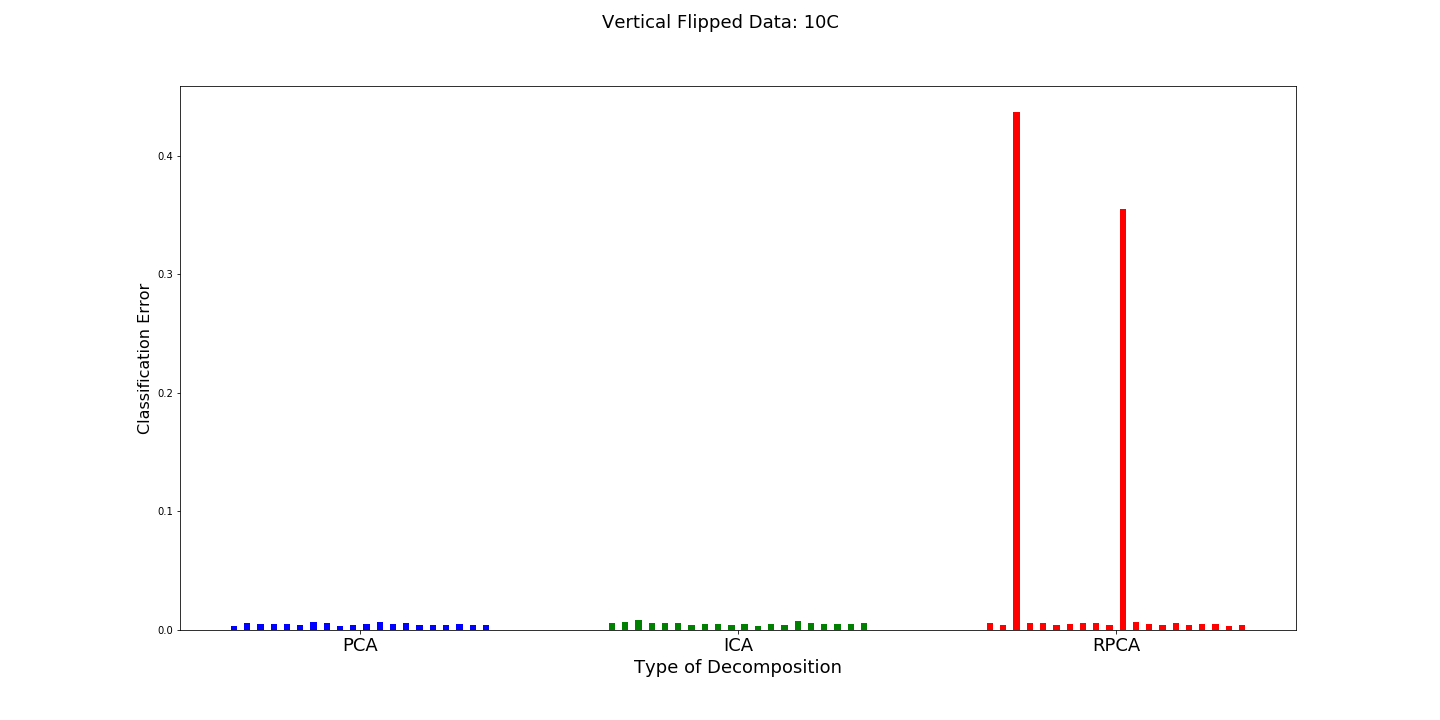 Vertical Flipped Data: 10C
0.4
0.3
0.2
0.1
0.0
Classification Error
PCA
ICA
RPCA
Type of Decomposition